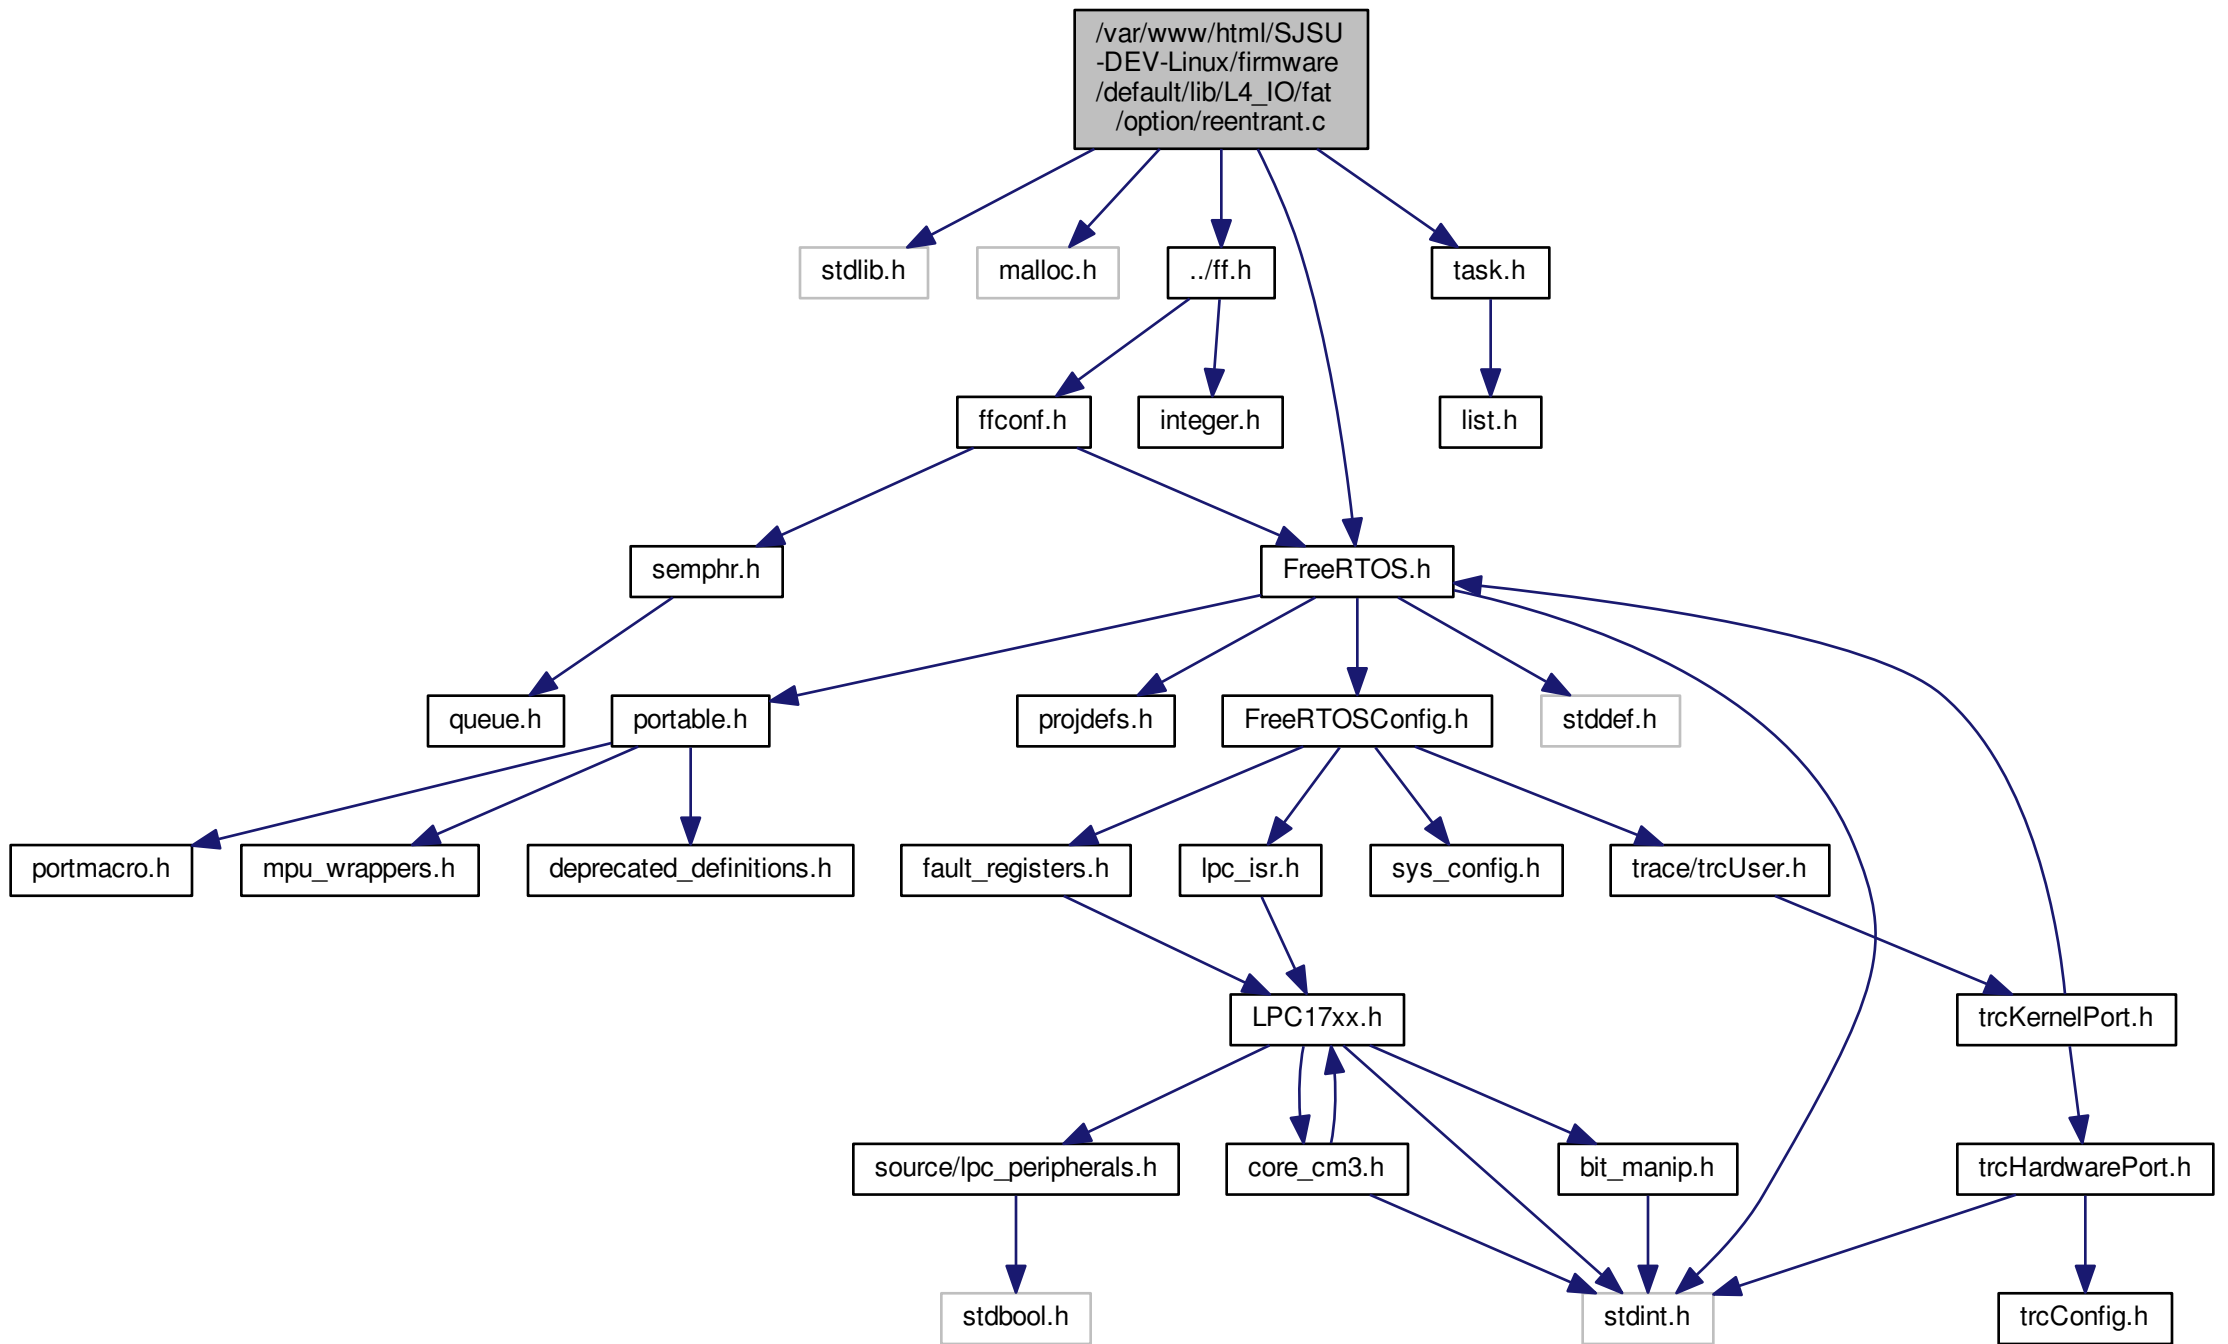 /var/www/html/SJSU
-DEV-Linux/firmware
/default/lib/L4_IO/fat
/option/reentrant.c
stdlib.h
malloc.h
../ff.h
task.h
ffconf.h
integer.h
list.h
semphr.h
FreeRTOS.h
queue.h
portable.h
projdefs.h
FreeRTOSConfig.h
stddef.h
portmacro.h
mpu_wrappers.h
deprecated_definitions.h
fault_registers.h
lpc_isr.h
sys_config.h
trace/trcUser.h
LPC17xx.h
trcKernelPort.h
source/lpc_peripherals.h
core_cm3.h
bit_manip.h
trcHardwarePort.h
stdbool.h
stdint.h
trcConfig.h